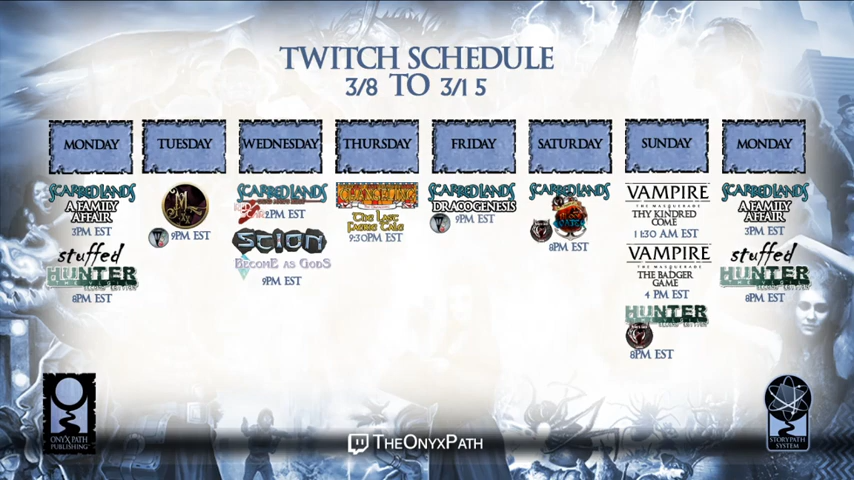 TWITCH SCHEDULE
3/8 TO 3/15
MONDAY
TUESDAY
WEDNESDAY
THURSDAY
FRIDAY
SATURDAY
SUNDAY
MONDAY
SCARRED LANDS
A FAMILY
AFFAIR
3PM EST
stuffed
HUNTER
8PM EST
9PM EST
SCARRED LANDS
2PM EST
SCION
BECOME AS GODS
9PM EST
THE LAST
FAERIE TALE
9:30PM EST
SCARRED LANDS
DRACOGENESIS
9PM EST
SCARRED LANDS
8PM EST
VAMPIRE
THE MASQUERADE
THY KINDRED
COME
11:30 AM EST
VAMPIRE
THE MASQUERADE
THE BADGER
GAME
4 PM EST
HUNTER
8PM EST
SCARRED LANDS
A FAMILY
AFFAIR
3PM EST
stuffed
HUNTER
8PM EST
ONYX PATH
PUBLISHING
THEONYXPATH
STORYPATH
SYSTEM